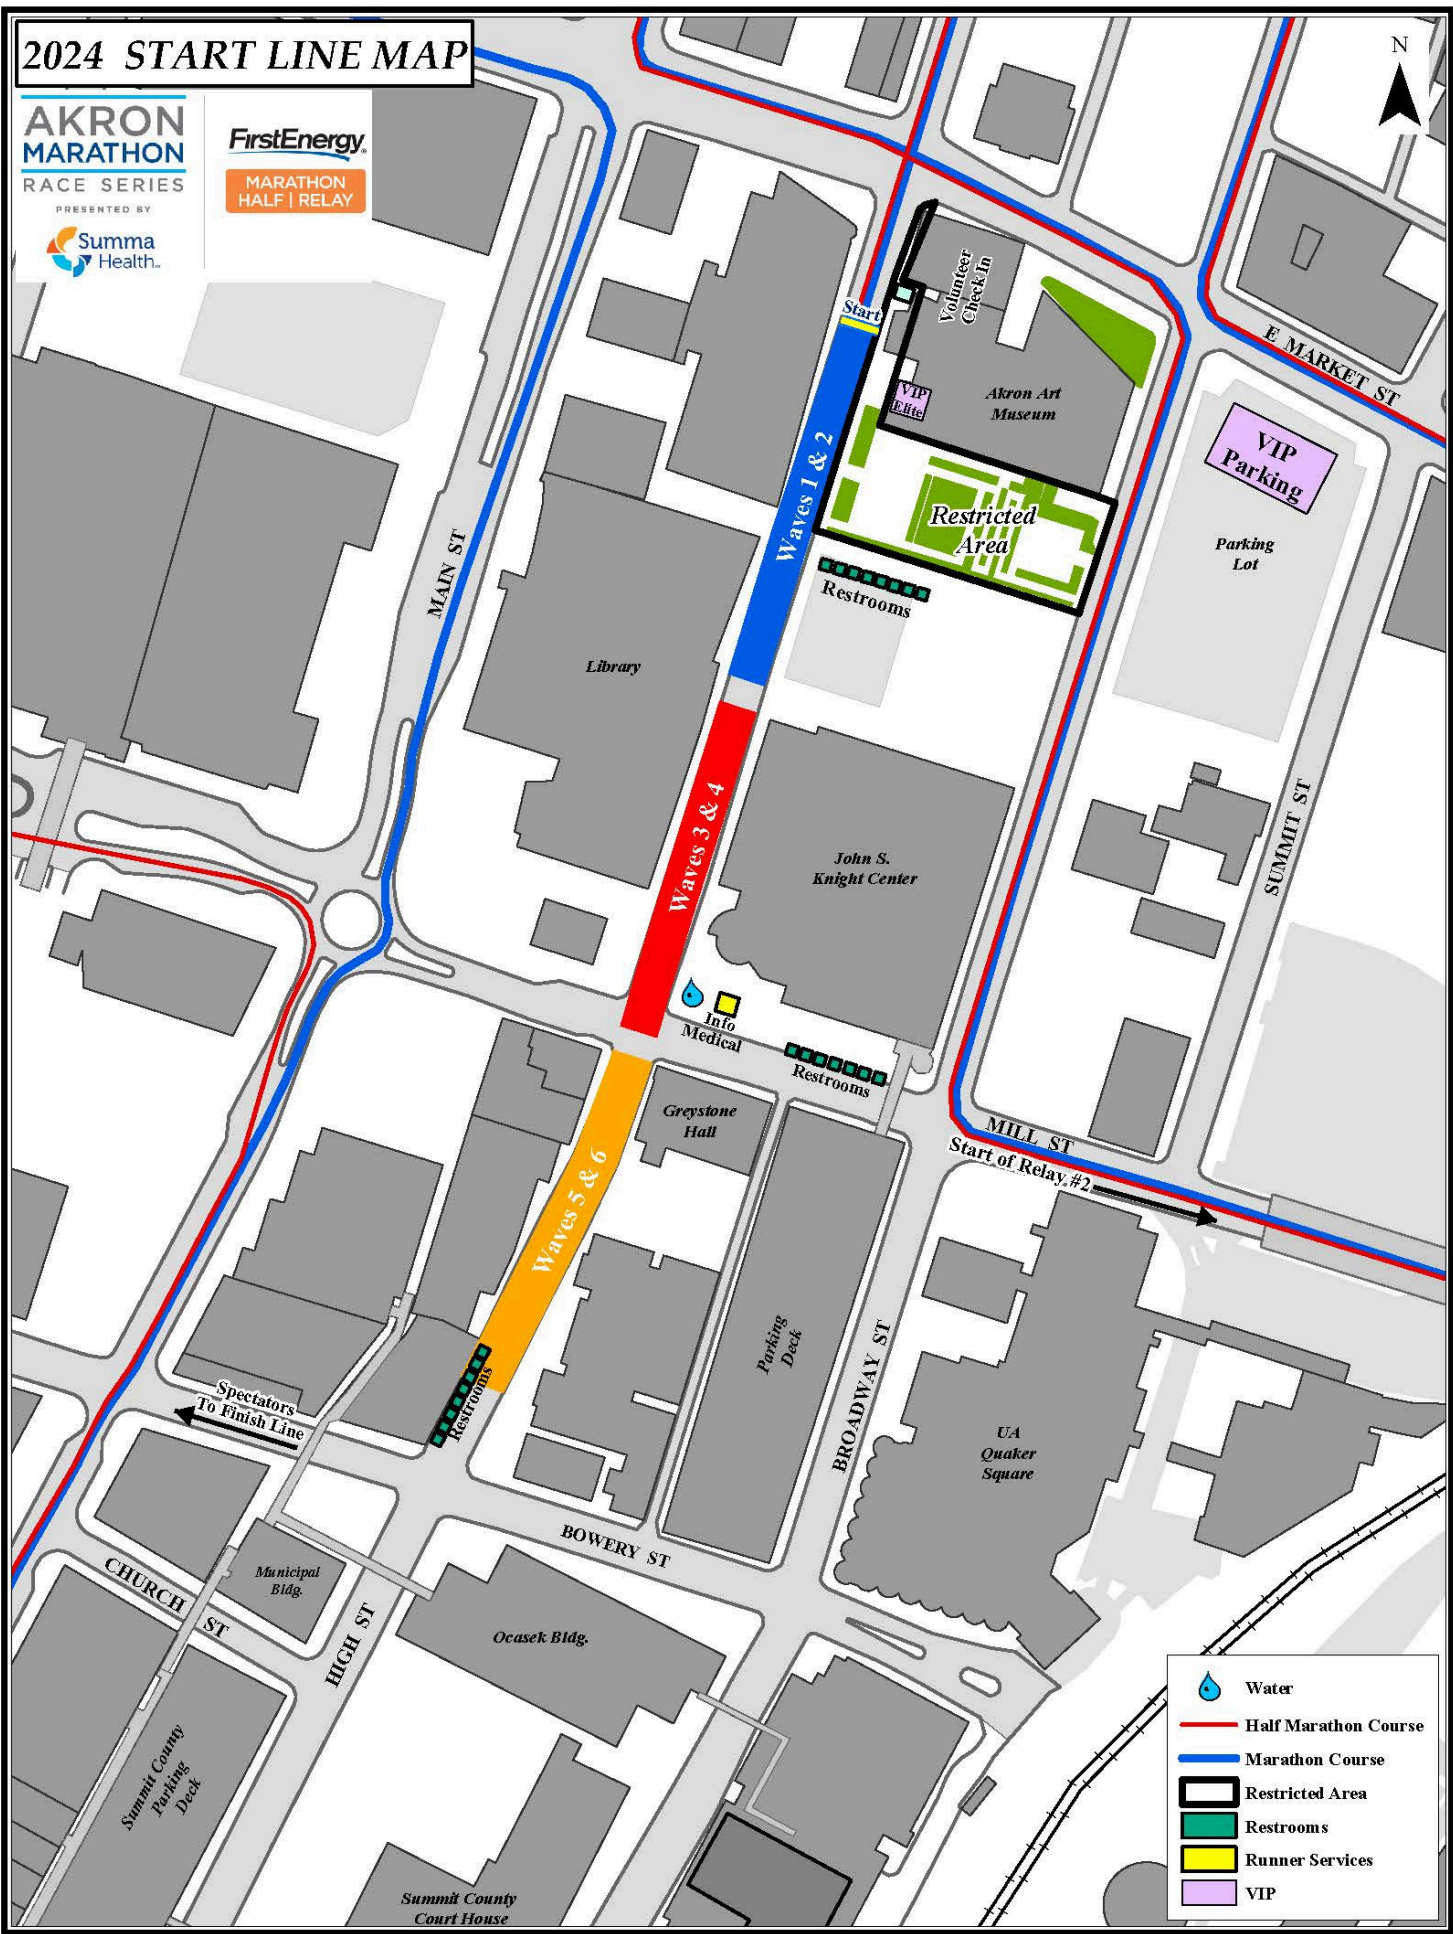 2024 START LINE MAP
N
AKRON
MARATHON
RACE SERIES
PRESENTED BY
Summa
Health
FirstEnergy
MARATHON
HALF | RELAY
Volunteer
Check In
Start
E MARKET ST
VIP
Elite
Akron Art
Museum
VIP
Parking
Waves 1 & 2
Restricted
Area
Parking
Lot
MAIN ST
Restrooms
Library
Waves 3 & 4
John S.
Knight Center
SUMMIT ST
Info
Medical
Restrooms
Greystone
Hall
MILL ST
Start of Relay #2
Waves 5 & 6
Parking
Deck
BROADWAY ST
Restrooms
Spectators
To Finish Line
UA
Quaker
Square
BOWERY ST
CHURCH ST
Municipal
Bldg.
HIGH ST
Ocasek Bldg.
Summit County
Parking
Deck
Summit County
Court House
Water
Half Marathon Course
Marathon Course
Restricted Area
Restrooms
Runner Services
VIP